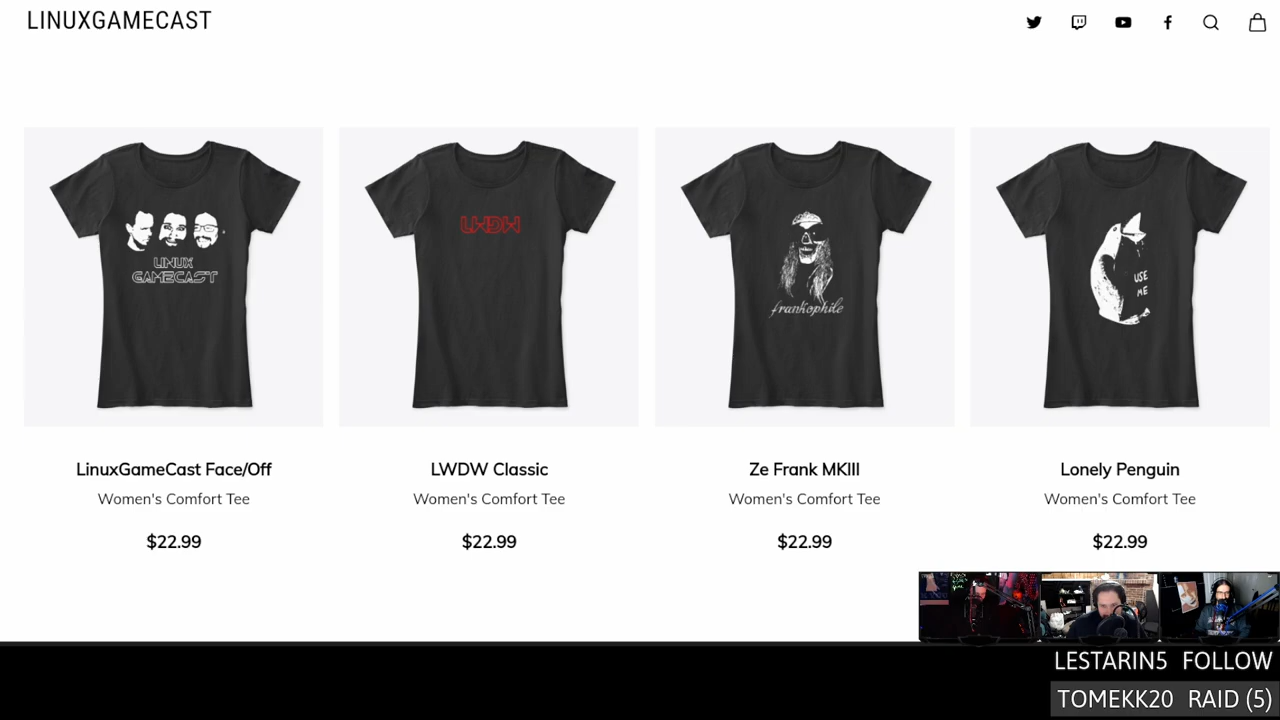 LINUXGAMECAST
LINUX
GAMECAST
LWDW
frankophile
USE
ME
LinuxGameCast Face/Off
Women's Comfort Tee
$22.99
LWDW Classic
Women's Comfort Tee
$22.99
Ze Frank MKIII
Women's Comfort Tee
$22.99
Lonely Penguin
Women's Comfort Tee
$22.99
LESTARIN5 FOLLOW
TOMEKK20 RAID (5)